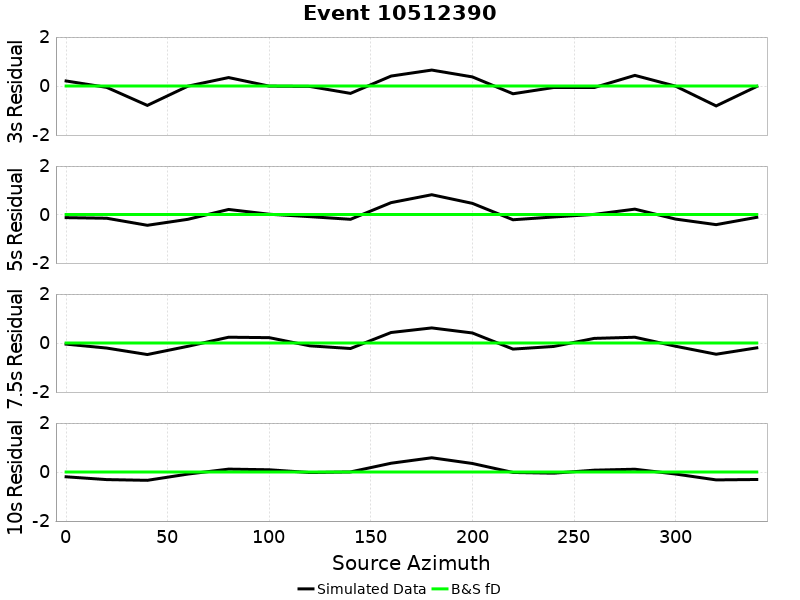 Event 10512390
3s Residual
2
0
-2
5s Residual
2
0
-2
7.5s Residual
2
0
-2
10s Residual
2
0
-2
0 50 100 150 200 250 300
Source Azimuth
Simulated Data B&S fD